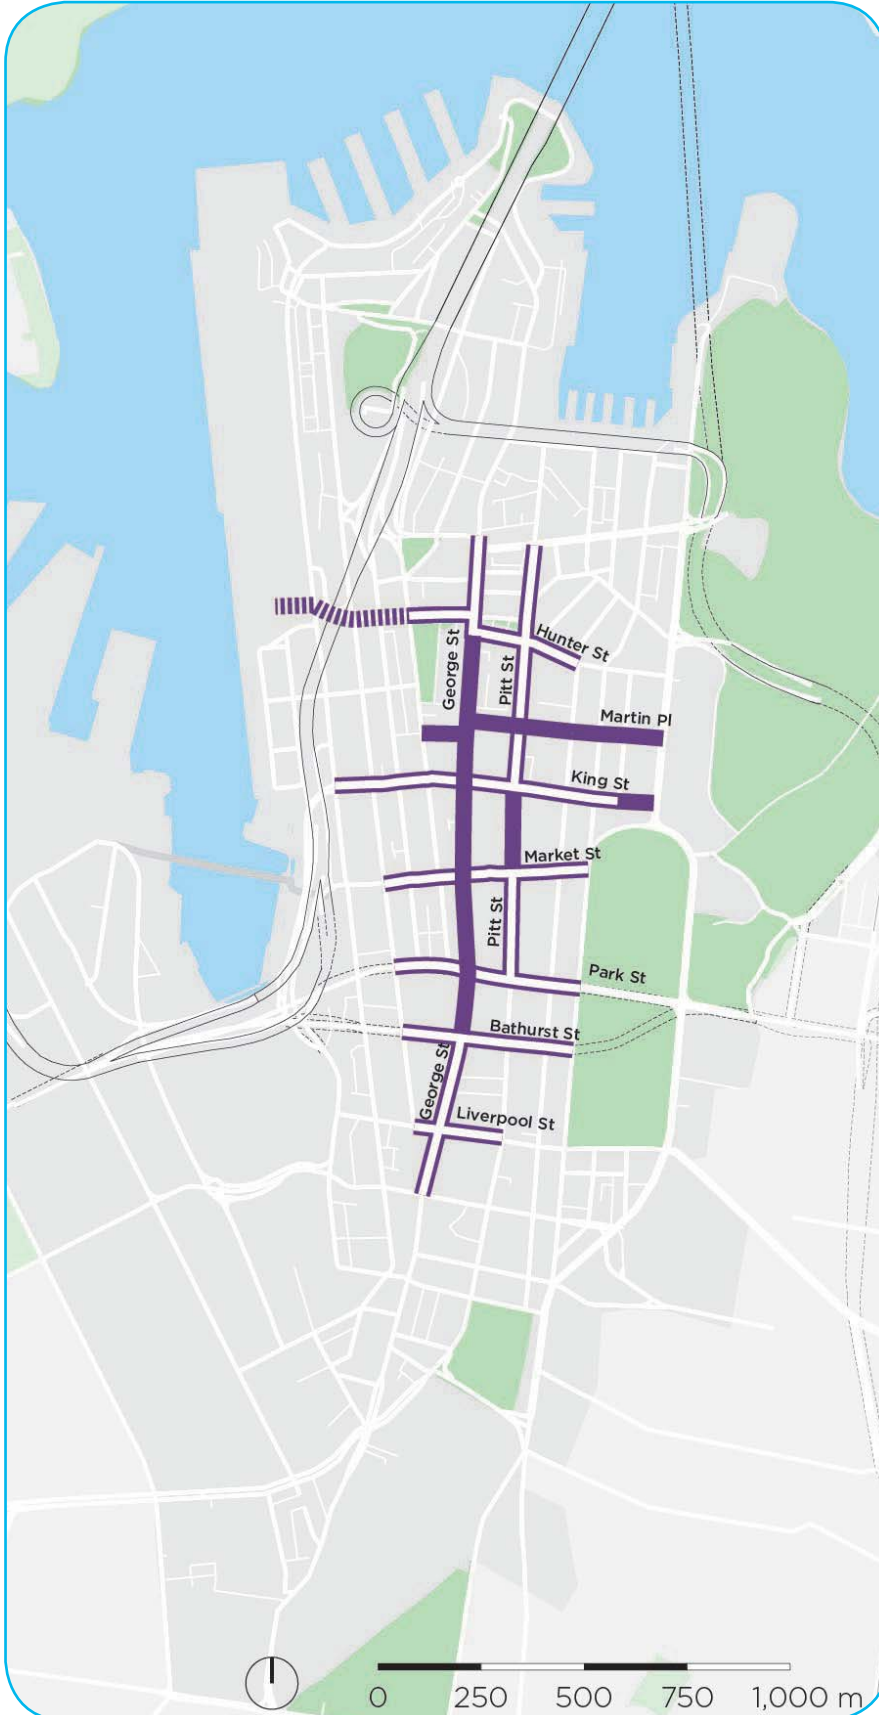 Hunter St
George St
Pitt St
Martin Pl
King St
Market St
Pitt St
Park St
Bathurst St
George St
Liverpool St
0 250 500 750 1,000 m